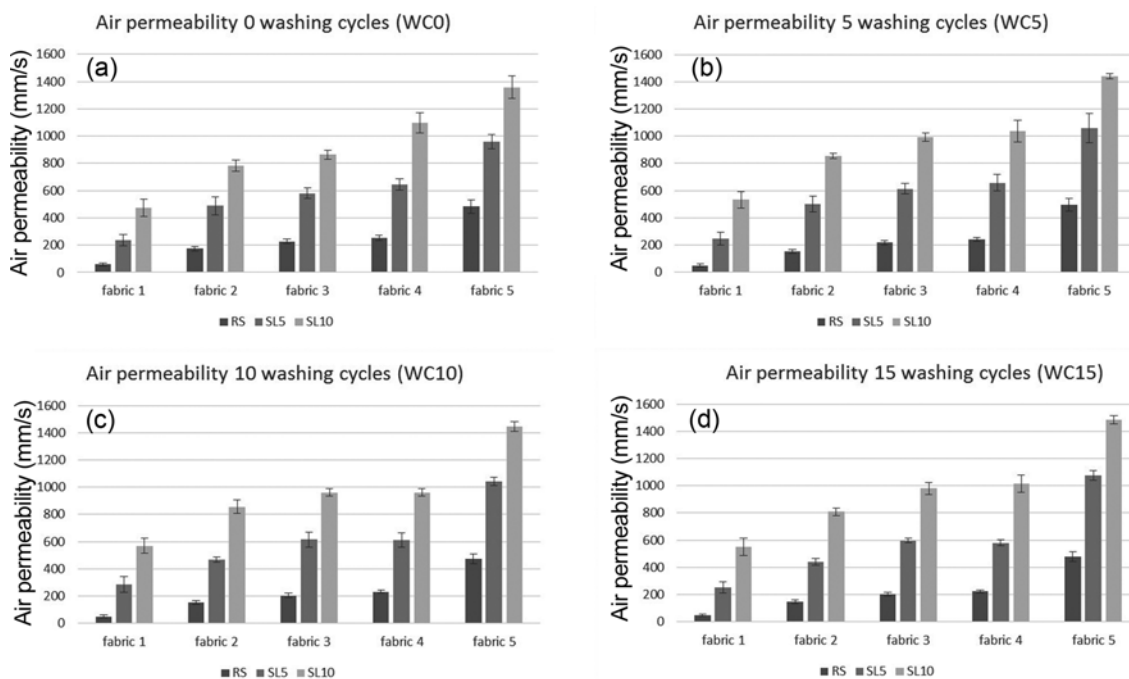 Air permeability 0 washing cycles (WC0)
(a)
Air permeability (mm/s)
1600
1400
1200
1000
800
600
400
200
0
fabric 1 fabric 2 fabric 3 fabric 4 fabric 5
RS SL5 SL10
Air permeability 5 washing cycles (WC5)
(b)
Air permeability (mm/s)
1600
1400
1200
1000
800
600
400
200
0
fabric 1 fabric 2 fabric 3 fabric 4 fabric 5
RS SL5 SL10
Air permeability 10 washing cycles (WC10)
(c)
Air permeability (mm/s)
1600
1400
1200
1000
800
600
400
200
0
fabric 1 fabric 2 fabric 3 fabric 4 fabric 5
RS SL5 SL10
Air permeability 15 washing cycles (WC15)
(d)
Air permeability (mm/s)
1600
1400
1200
1000
800
600
400
200
0
fabric 1 fabric 2 fabric 3 fabric 4 fabric 5
RS SL5 SL10